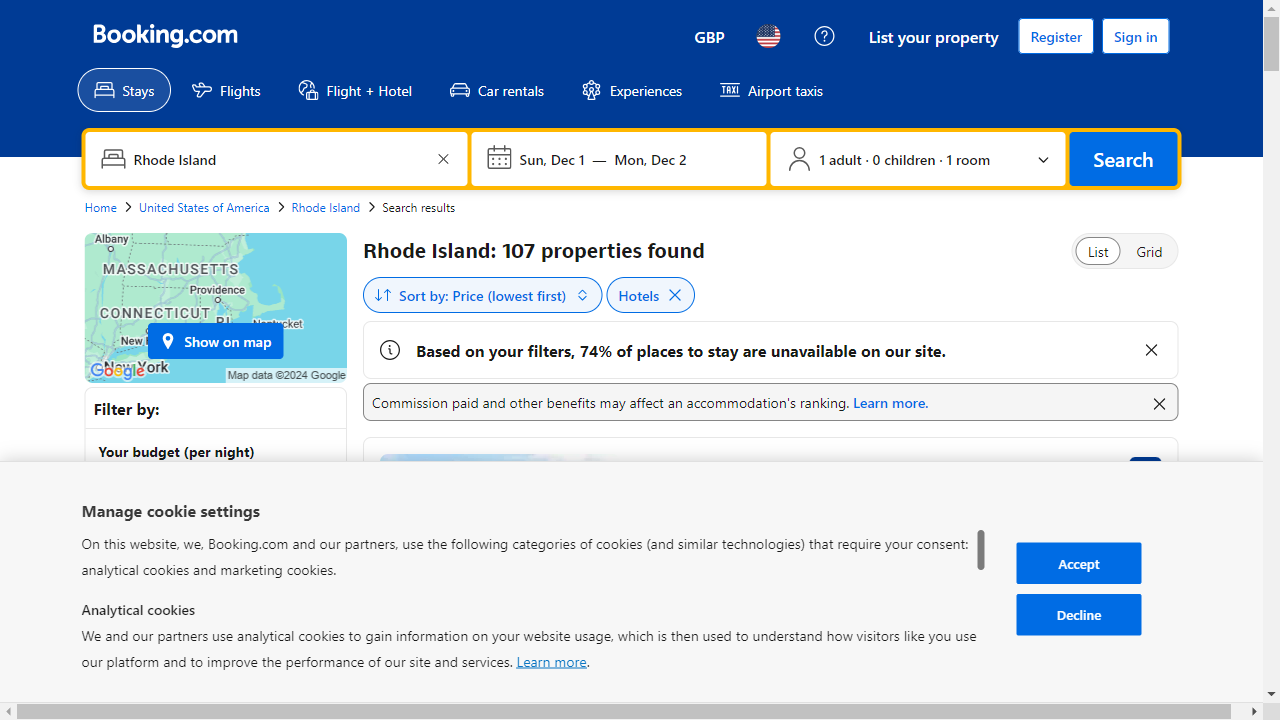 Booking.com
GBP
List your property
Register
Sign in
Stays
Flights
Flight + Hotel
Car rentals
Experiences
TAXI
Airport taxis
Rhode Island
Sun, Dec 1 — Mon, Dec 2
1 adult · 0 children · 1 room
Search
Home
United States of America
Rhode Island
Search results
Albany
MASSACHUSETTS
Providence
CONNECTICUT
RI
Nantucket
New York
Google
Map data ©2024 Google
Show on map
Rhode Island: 107 properties found
List
Grid
Sort by: Price (lowest first)
Hotels
Based on your filters, 74% of places to stay are unavailable on our site.
Commission paid and other benefits may affect an accommodation's ranking. Learn more.
Filter by:
Your budget (per night)
Manage cookie settings
On this website, we, Booking.com and our partners, use the following categories of cookies (and similar technologies) that require your consent:
analytical cookies and marketing cookies.
Analytical cookies
We and our partners use analytical cookies to gain information on your website usage, which is then used to understand how visitors like you use
our platform and to improve the performance of our site and services. Learn more.
Accept
Decline